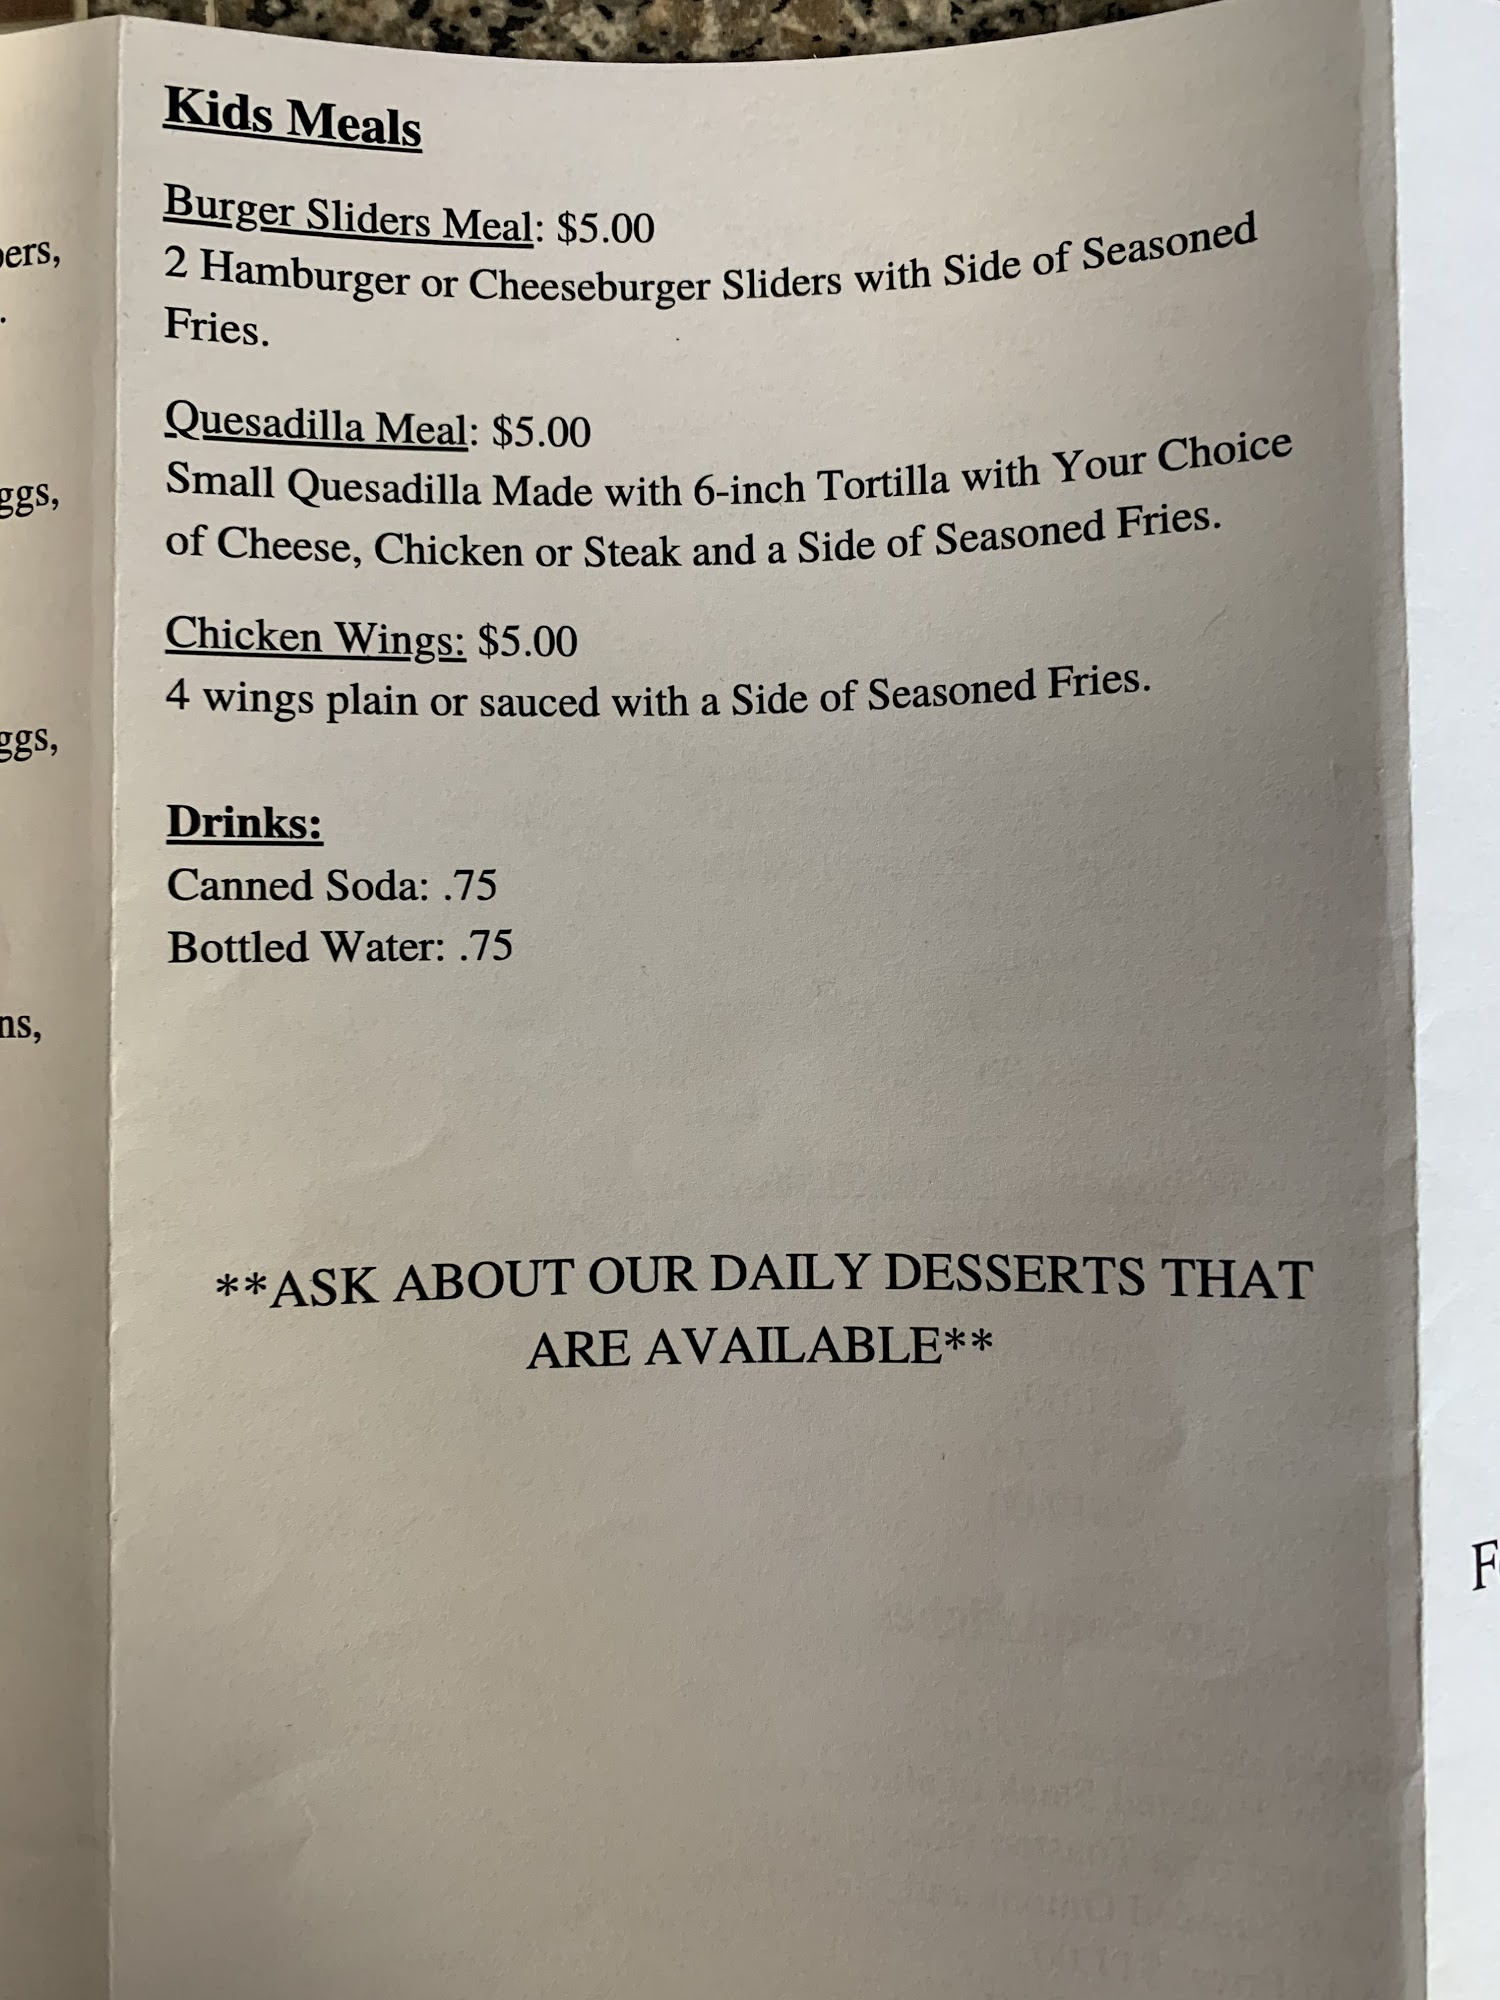 Kids Meals
Burger Sliders Meal: $5.00
2 Hamburger or Cheeseburger Sliders with Side of Seasoned
Fries.
Quesadilla Meal: $5.00
Small Quesadilla Made with 6-inch Tortilla with Your Choice
of Cheese, Chicken or Steak and a Side of Seasoned Fries.
Chicken Wings: $5.00
4 wings plain or sauced with a Side of Seasoned Fries.
Drinks:
Canned Soda: .75
Bottled Water: .75
**ASK ABOUT OUR DAILY DESSERTS THAT
ARE AVAILABLE**